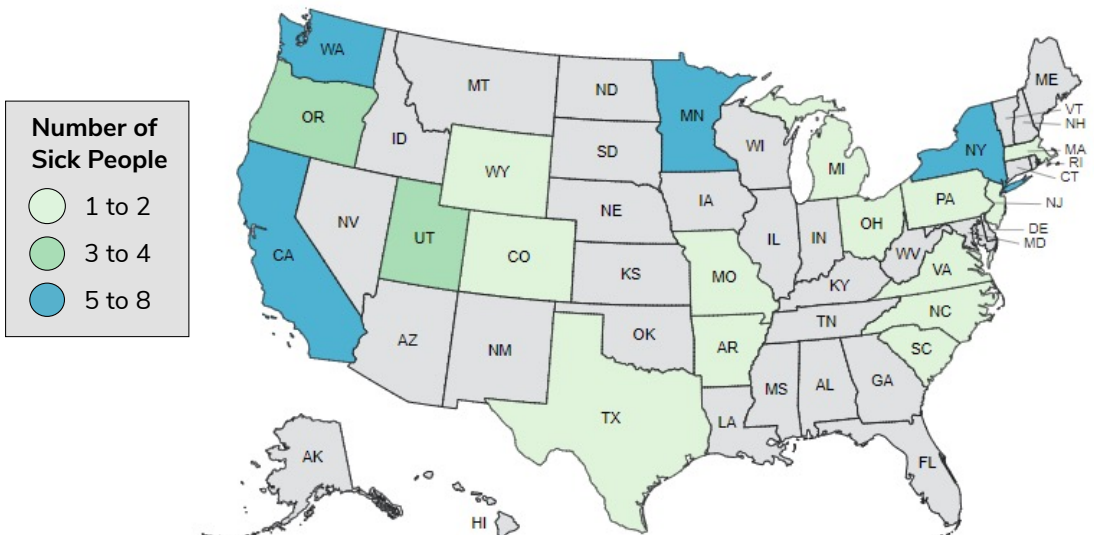 Number of
Sick People
1 to 2
3 to 4
5 to 8
WA
OR
CA
ID
NV
MT
WY
UT
CO
AZ
NM
ND
SD
NE
KS
OK
TX
MN
IA
MO
AR
LA
WI
IL
MI
IN
OH
KY
TN
MS
AL
GA
FL
SC
NC
VA
WV
PA
NY
ME
VT
NH
MA
RI
CT
NJ
DE
MD
AK
HI